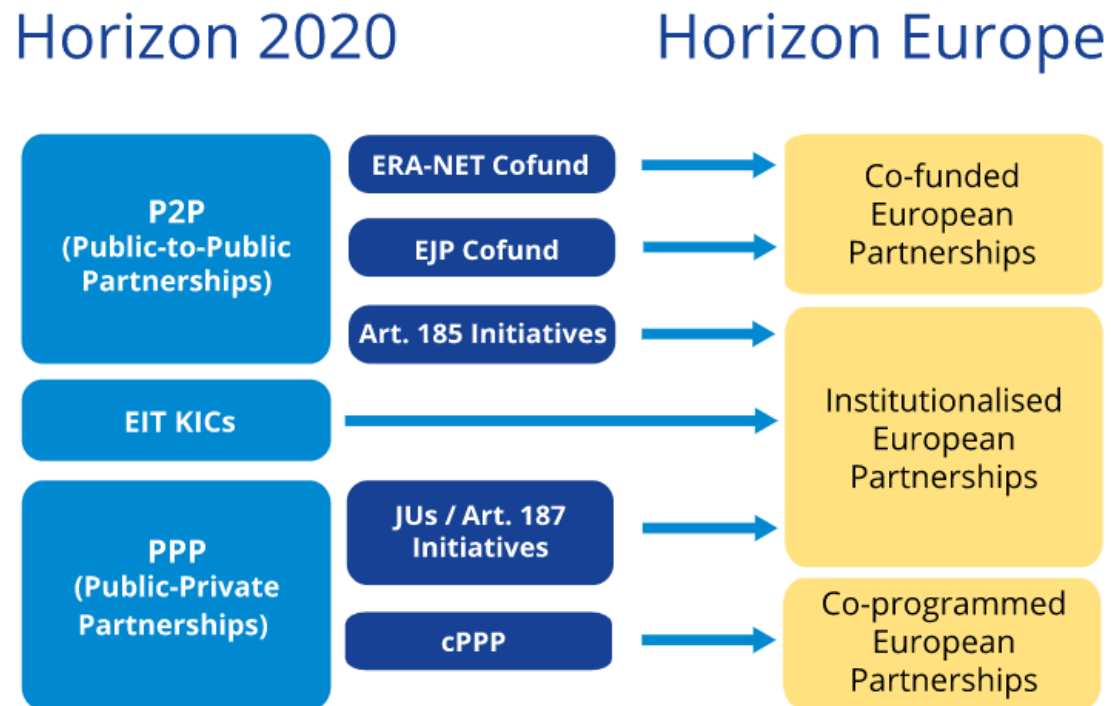 Horizon 2020
Horizon Europe
P2P
(Public-to-Public
Partnerships)
ERA-NET Cofund
EJP Cofund
Art. 185 Initiatives
Co-funded
European
Partnerships
EIT KICs
Institutionalised
European
Partnerships
PPP
(Public-Private
Partnerships)
JUs / Art. 187
Initiatives
cPPP
Co-programmed
European
Partnerships